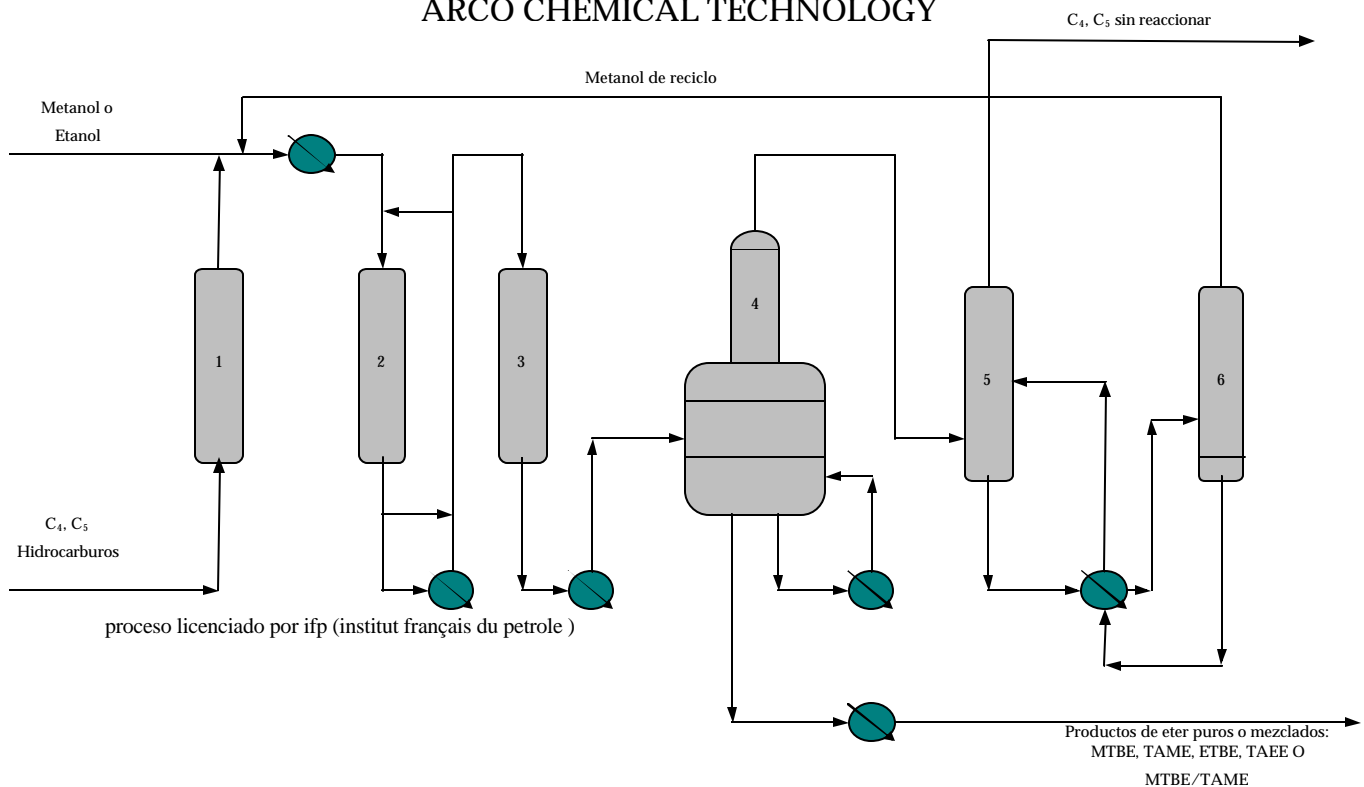 ARCO CHEMICAL TECHNOLOGY
C₄, C₅ sin reaccionar
Metanol de reciclo
Metanol o
Etanol
1
2
3
4
5
6
C₄, C₅
Hidrocarburos
proceso licenciado por ifp (institut français du petrole )
Productos de eter puros o mezclados:
MTBE, TAME, ETBE, TAEE O
MTBE/TAME